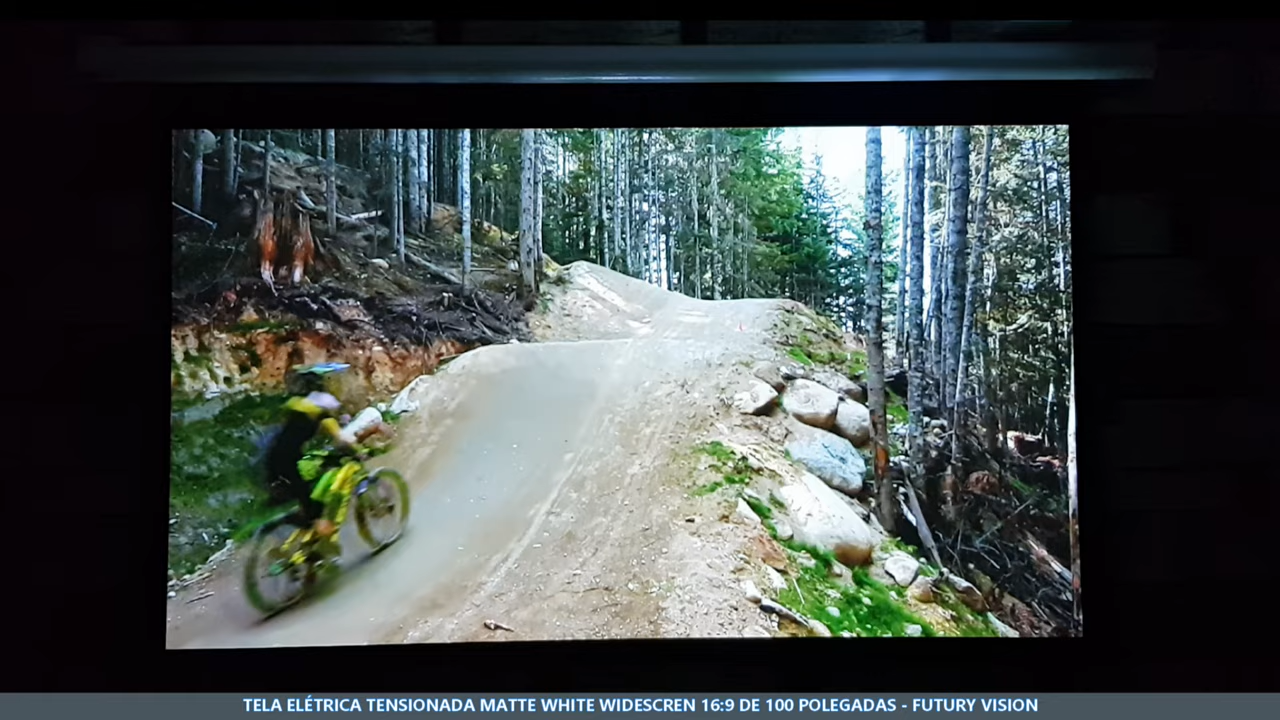 TELA ELÉTRICA TENSIONADA MATTE WHITE WIDESCREN 16:9 DE 100 POLEGADAS - FUTURY VISION